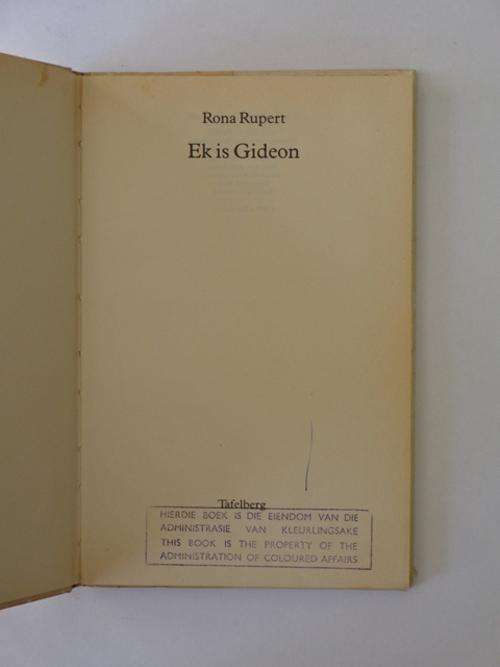 Rona Rupert
Ek is Gideon
Tafelberg
HIERDIE BOEK IS DIE EIENDOM VAN DIE
ADMINISTRASIE VAN KLEURLINGSAKE
THIS BOOK IS THE PROPERTY OF THE
ADMINISTRATION OF COLOURED AFFAIRS